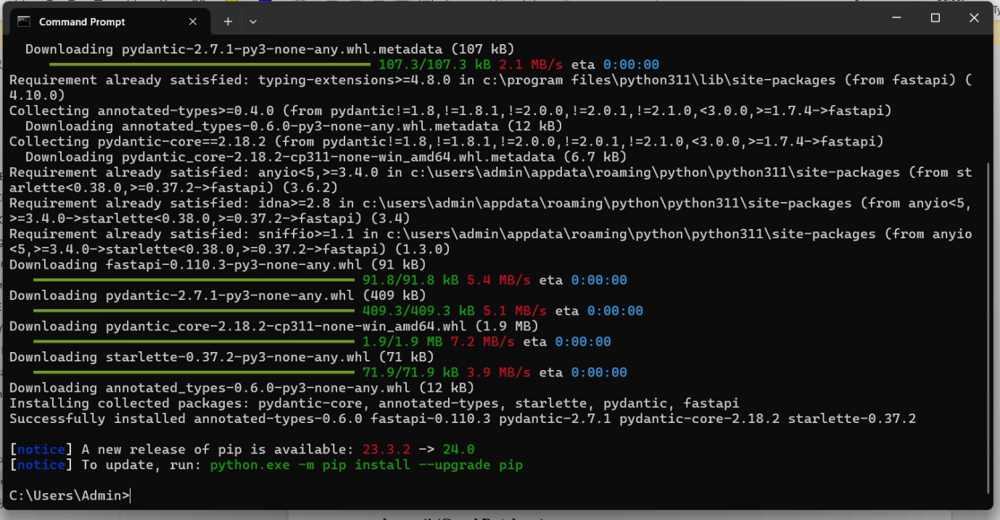 Command Prompt
Downloading pydantic-2.7.1-py3-none-any.whl.metadata (107 kB)
107.3/107.3 kB 2.1 MB/s eta 0:00:00
Requirement already satisfied: typing-extensions>=4.8.0 in c:\program files\python311\lib\site-packages (from fastapi) (
4.10.0)
Collecting annotated-types>=0.4.0 (from pydantic!=1.8,!=1.8.1,!=2.0.0,!=2.0.1,!=2.1.0,<3.0.0,>=1.7.4->fastapi)
Downloading annotated_types-0.6.0-py3-none-any.whl.metadata (12 kB)
Collecting pydantic-core==2.18.2 (from pydantic!=1.8,!=1.8.1,!=2.0.0,!=2.0.1,!=2.1.0,<3.0.0,>=1.7.4->fastapi)
Downloading pydantic_core-2.18.2-cp311-none-win_amd64.whl.metadata (6.7 kB)
Requirement already satisfied: anyio<5,>=3.4.0 in c:\users\admin\appdata\roaming\python\python311\site-packages (from st
arlette<0.38.0,>=0.37.2->fastapi) (3.6.2)
Requirement already satisfied: idna>=2.8 in c:\users\admin\appdata\roaming\python\python311\site-packages (from anyio<5,
>=3.4.0->starlette<0.38.0,>=0.37.2->fastapi) (3.4)
Requirement already satisfied: sniffio>=1.1 in c:\users\admin\appdata\roaming\python\python311\site-packages (from anyio
<5,>=3.4.0->starlette<0.38.0,>=0.37.2->fastapi) (1.3.0)
Downloading fastapi-0.110.3-py3-none-any.whl (91 kB)
91.8/91.8 kB 5.4 MB/s eta 0:00:00
Downloading pydantic-2.7.1-py3-none-any.whl (409 kB)
409.3/409.3 kB 5.1 MB/s eta 0:00:00
Downloading pydantic_core-2.18.2-cp311-none-win_amd64.whl (1.9 MB)
1.9/1.9 MB 7.2 MB/s eta 0:00:00
Downloading starlette-0.37.2-py3-none-any.whl (71 kB)
71.9/71.9 kB 3.9 MB/s eta 0:00:00
Downloading annotated_types-0.6.0-py3-none-any.whl (12 kB)
Installing collected packages: pydantic-core, annotated-types, starlette, pydantic, fastapi
Successfully installed annotated-types-0.6.0 fastapi-0.110.3 pydantic-2.7.1 pydantic-core-2.18.2 starlette-0.37.2
[notice] A new release of pip is available: 23.3.2 -> 24.0
[notice] To update, run: python.exe -m pip install --upgrade pip
C:\Users\Admin>